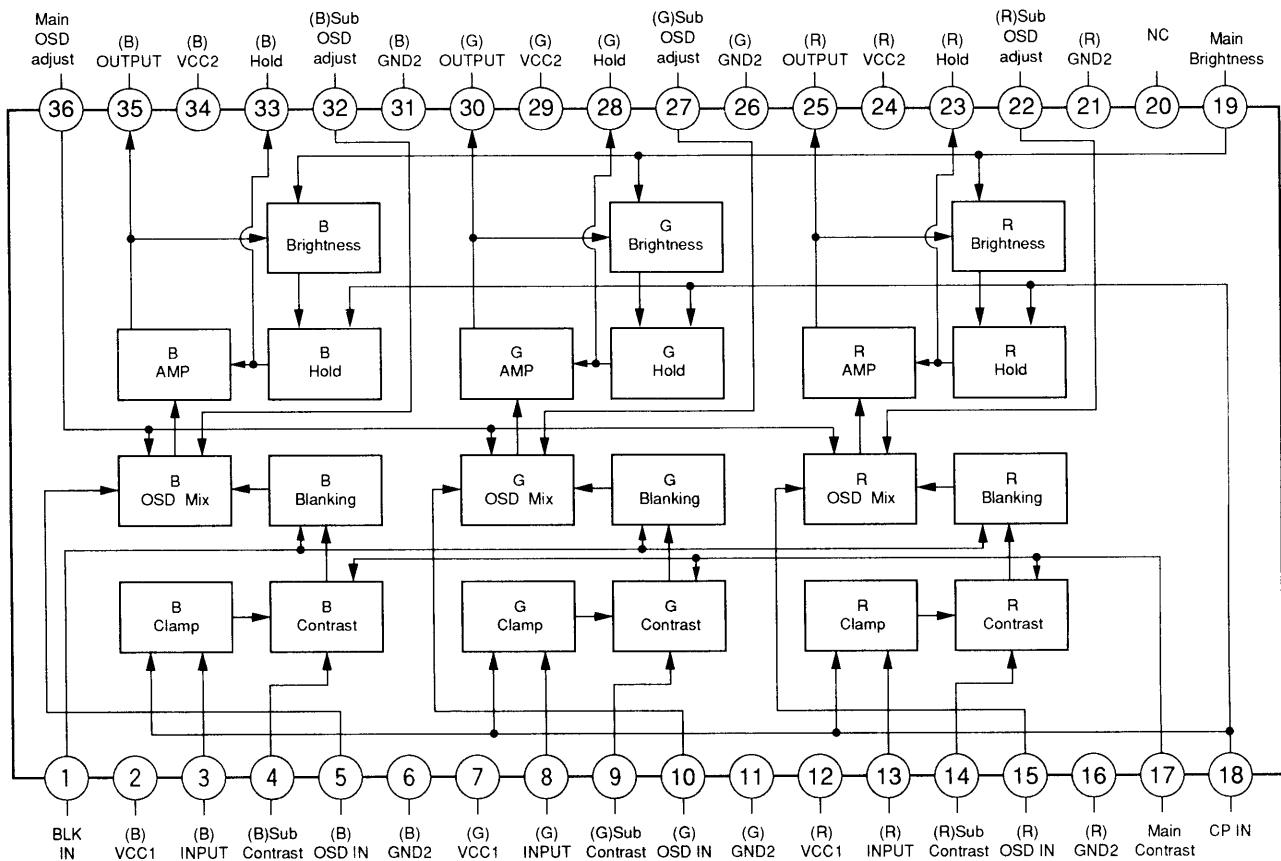 Main
OSD
adjust
(B)
OUTPUT
(B)
VCC2
(B)
Hold
(B)Sub
OSD
adjust
(B)
GND2
(G)
OUTPUT
(G)
VCC2
(G)
Hold
(G)Sub
OSD
adjust
(G)
GND2
(R)
OUTPUT
(R)
VCC2
(R)
Hold
(R)Sub
OSD
adjust
(R)
GND2
NC
Main
Brightness
36
35
34
33
32
31
30
29
28
27
26
25
24
23
22
21
20
19
B
Brightness
G
Brightness
R
Brightness
B
AMP
B
Hold
G
AMP
G
Hold
R
AMP
R
Hold
B
OSD Mix
B
Blanking
G
OSD Mix
G
Blanking
R
OSD Mix
R
Blanking
B
Clamp
B
Contrast
G
Clamp
G
Contrast
R
Clamp
R
Contrast
1
2
3
4
5
6
7
8
9
10
11
12
13
14
15
16
17
18
BLK
IN
(B)
VCC1
(B)
INPUT
(B)Sub
Contrast
(B)
OSD IN
(B)
GND2
(G)
VCC1
(G)
INPUT
(G)Sub
Contrast
(G)
OSD IN
(G)
GND2
(R)
VCC1
(R)
INPUT
(R)Sub
Contrast
(R)
OSD IN
(R)
GND2
Main
Contrast
CP IN